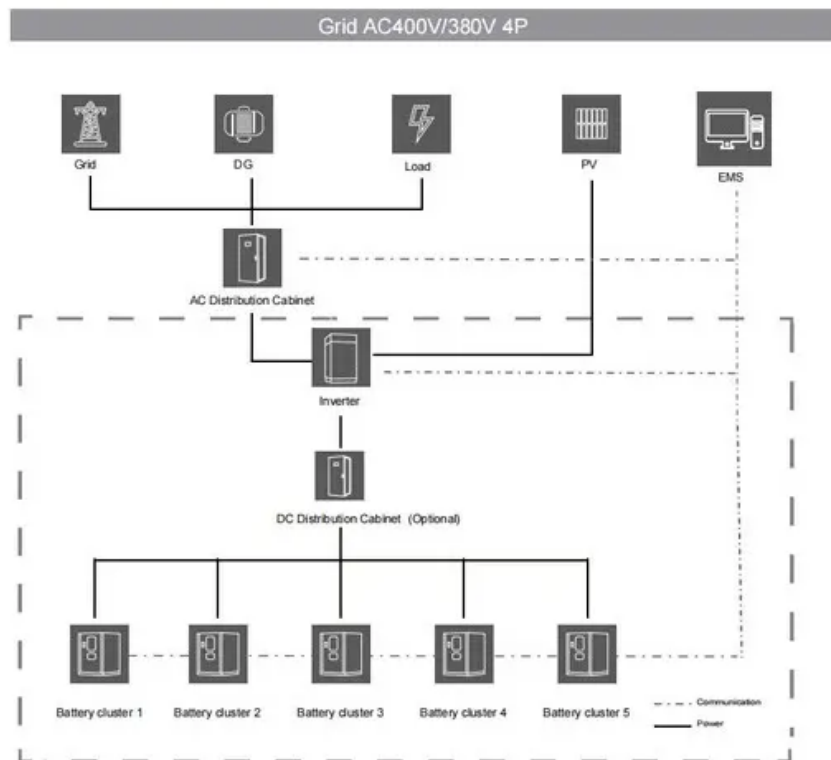 Grid AC400V/380V 4P
Grid
DG
Load
PV
EMS
AC Distribution Cabinet
Inverter
DC Distribution Cabinet (Optional)
Battery cluster 1
Battery cluster 2
Battery cluster 3
Battery cluster 4
Battery cluster 5
Communication
Power